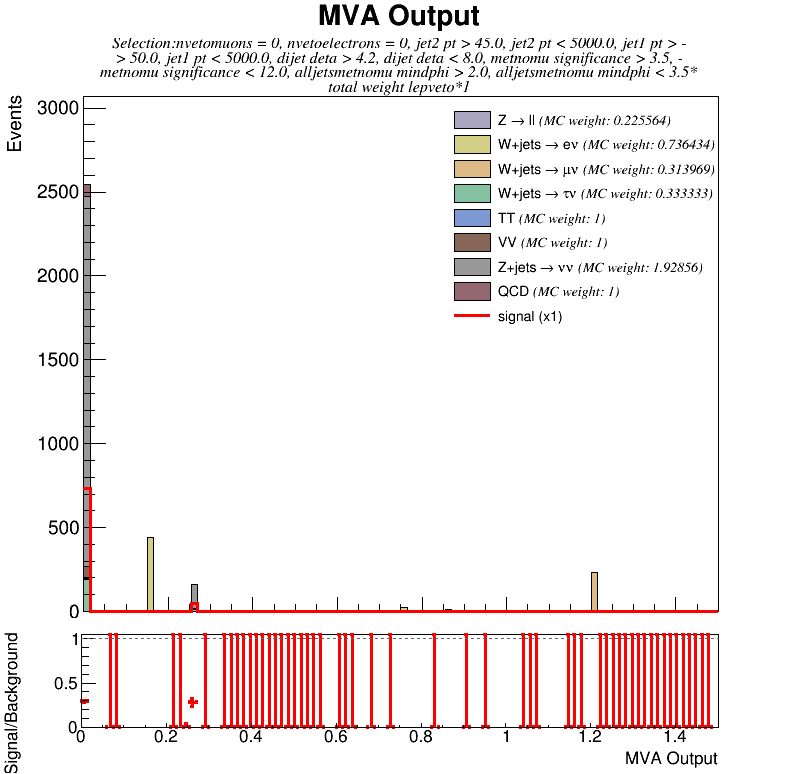 MVA Output
Selection:nvetomuons = 0, nvetoelectrons = 0, jet2 pt > 45.0, jet2 pt < 5000.0, jet1 pt > -
> 50.0, jet1 pt < 5000.0, dijet deta > 4.2, dijet deta < 8.0, metnomu significance > 3.5, -
metnomu significance < 12.0, alljetsmetnomu mindphi > 2.0, alljetsmetnomu mindphi < 3.5*
total weight lepveto*1
Events
3000
2500
2000
1500
1000
500
0
Z → ll (MC weight: 0.225564)
W+jets → eν (MC weight: 0.736434)
W+jets → μν (MC weight: 0.313969)
W+jets → τν (MC weight: 0.333333)
TT (MC weight: 1)
VV (MC weight: 1)
Z+jets → νν (MC weight: 1.92856)
QCD (MC weight: 1)
signal (x1)
Signal/Background
1
0.5
0
0 0.2 0.4 0.6 0.8 1 1.2 1.4
MVA Output